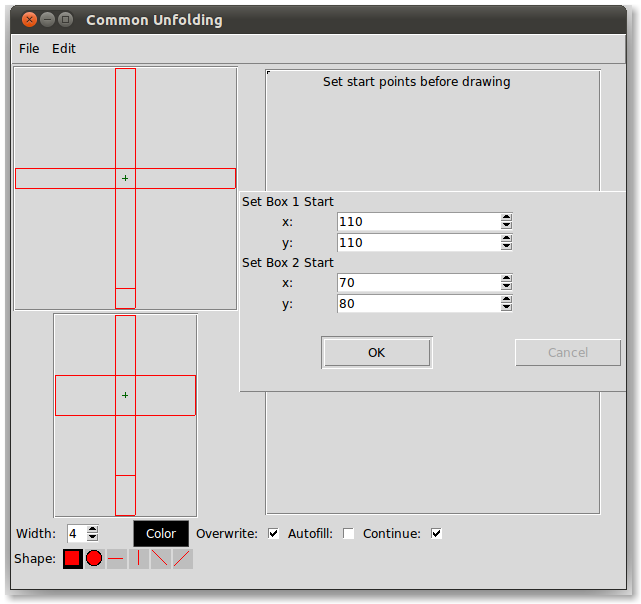 Common Unfolding
File Edit
Set start points before drawing
Set Box 1 Start
x: 110
y: 110
Set Box 2 Start
x: 70
y: 80
OK Cancel
Width: 4 Color Overwrite: Autofill: Continue:
Shape: